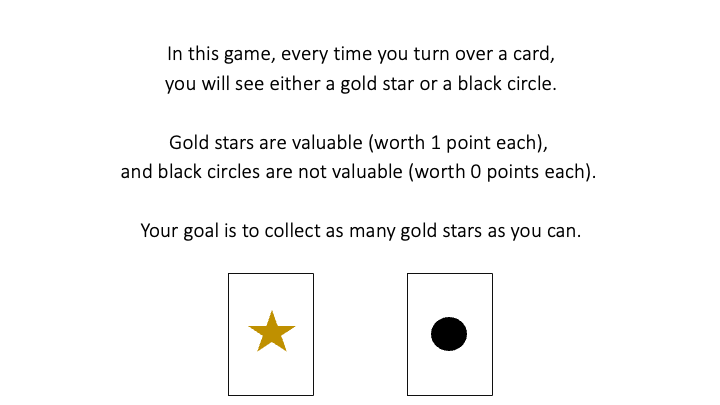 In this game, every time you turn over a card,
you will see either a gold star or a black circle.
Gold stars are valuable (worth 1 point each),
and black circles are not valuable (worth 0 points each).
Your goal is to collect as many gold stars as you can.